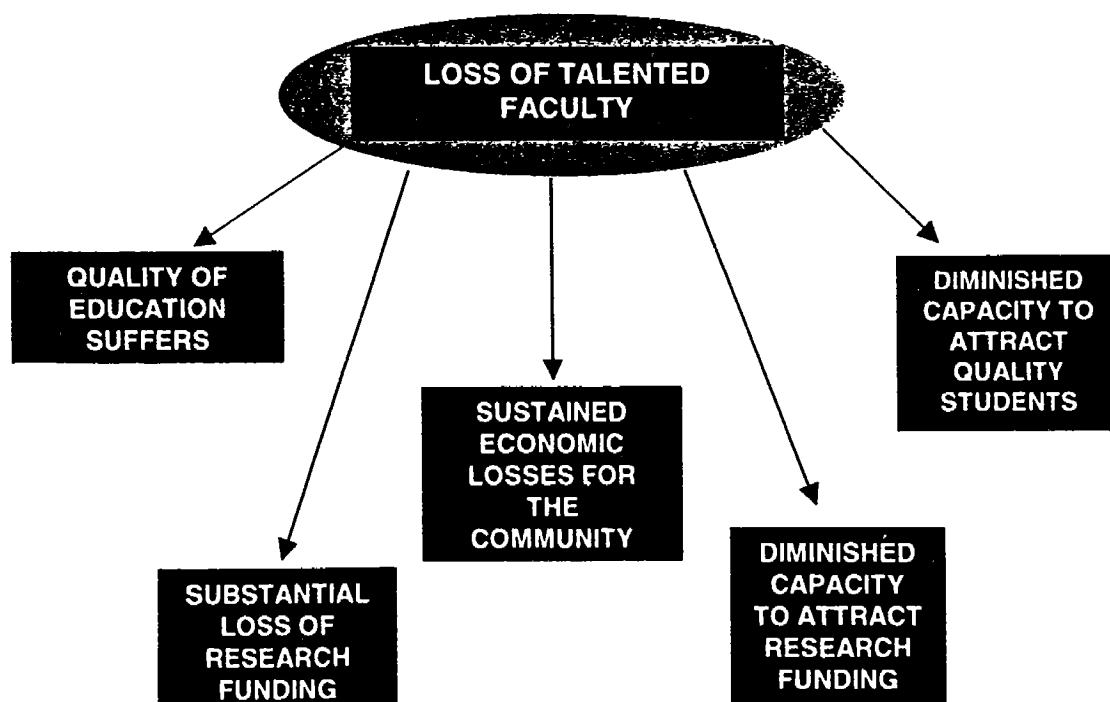 LOSS OF TALENTED
FACULTY
QUALITY OF
EDUCATION
SUFFERS
SUBSTANTIAL
LOSS OF
RESEARCH
FUNDING
SUSTAINED
ECONOMIC
LOSSES FOR
THE
COMMUNITY
DIMINISHED
CAPACITY
TO ATTRACT
RESEARCH
FUNDING
DIMINISHED
CAPACITY TO
ATTRACT
QUALITY
STUDENTS